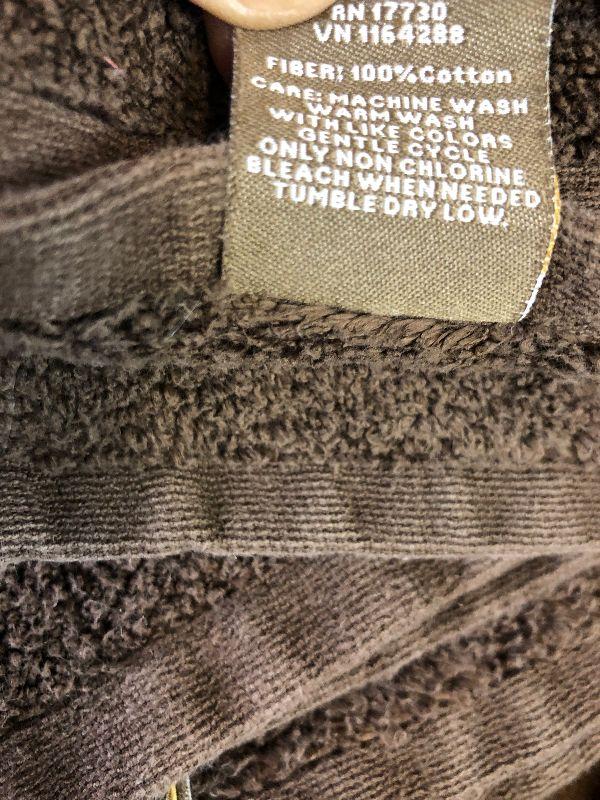 RN 17730
VN 1164288
FIBER: 100%Cotton
CARE: MACHINE WASH
WARM WASH
WITH LIKE COLORS
GENTLE CYCLE
ONLY NON CHLORINE
BLEACH WHEN NEEDED
TUMBLE DRY LOW.